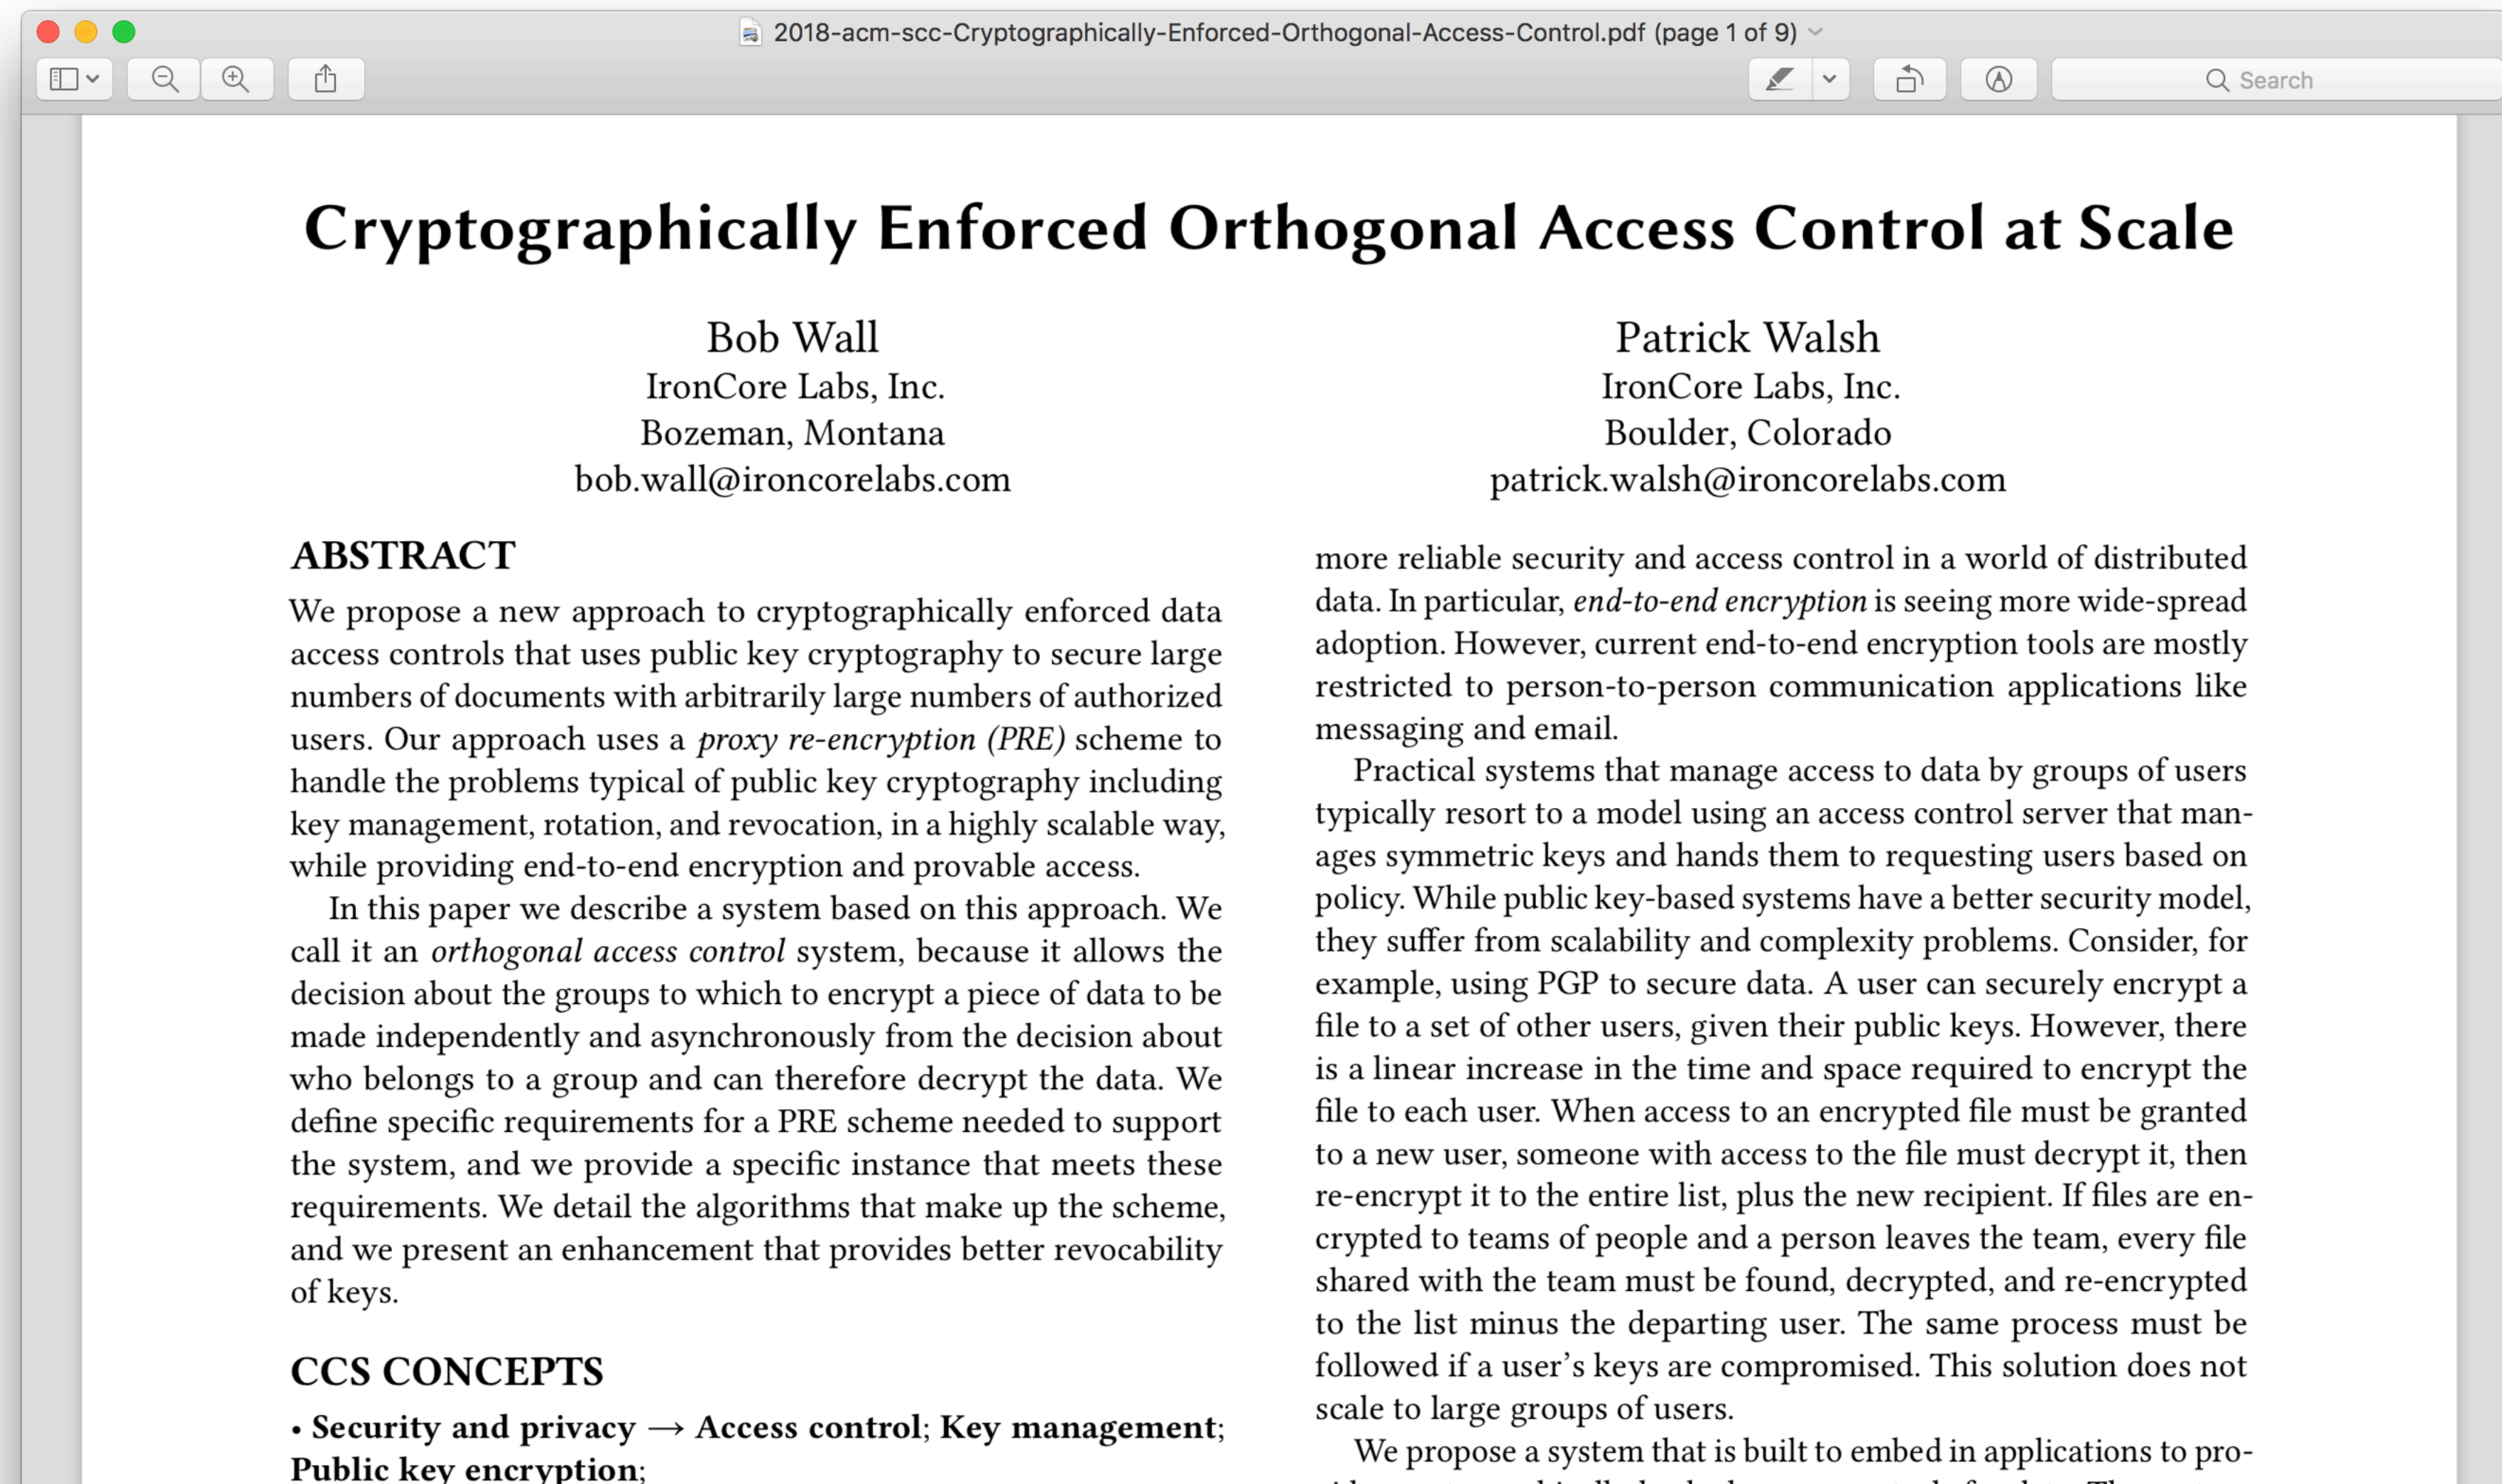 2018-acm-scc-Cryptographically-Enforced-Orthogonal-Access-Control.pdf (page 1 of 9)
Search
Cryptographically Enforced Orthogonal Access Control at Scale
Bob Wall
IronCore Labs, Inc.
Bozeman, Montana
bob.wall@ironcorelabs.com
Patrick Walsh
IronCore Labs, Inc.
Boulder, Colorado
patrick.walsh@ironcorelabs.com
ABSTRACT
We propose a new approach to cryptographically enforced data
access controls that uses public key cryptography to secure large
numbers of documents with arbitrarily large numbers of authorized
users. Our approach uses a proxy re-encryption (PRE) scheme to
handle the problems typical of public key cryptography including
key management, rotation, and revocation, in a highly scalable way,
while providing end-to-end encryption and provable access.
In this paper we describe a system based on this approach. We
call it an orthogonal access control system, because it allows the
decision about the groups to which to encrypt a piece of data to be
made independently and asynchronously from the decision about
who belongs to a group and can therefore decrypt the data. We
define specific requirements for a PRE scheme needed to support
the system, and we provide a specific instance that meets these
requirements. We detail the algorithms that make up the scheme,
and we present an enhancement that provides better revocability
of keys.
CCS CONCEPTS
• Security and privacy → Access control; Key management;
Public key encryption;
more reliable security and access control in a world of distributed
data. In particular, end-to-end encryption is seeing more wide-spread
adoption. However, current end-to-end encryption tools are mostly
restricted to person-to-person communication applications like
messaging and email.
Practical systems that manage access to data by groups of users
typically resort to a model using an access control server that man-
ages symmetric keys and hands them to requesting users based on
policy. While public key-based systems have a better security model,
they suffer from scalability and complexity problems. Consider, for
example, using PGP to secure data. A user can securely encrypt a
file to a set of other users, given their public keys. However, there
is a linear increase in the time and space required to encrypt the
file to each user. When access to an encrypted file must be granted
to a new user, someone with access to the file must decrypt it, then
re-encrypt it to the entire list, plus the new recipient. If files are en-
crypted to teams of people and a person leaves the team, every file
shared with the team must be found, decrypted, and re-encrypted
to the list minus the departing user. The same process must be
followed if a user's keys are compromised. This solution does not
scale to large groups of users.
We propose a system that is built to embed in applications to pro-